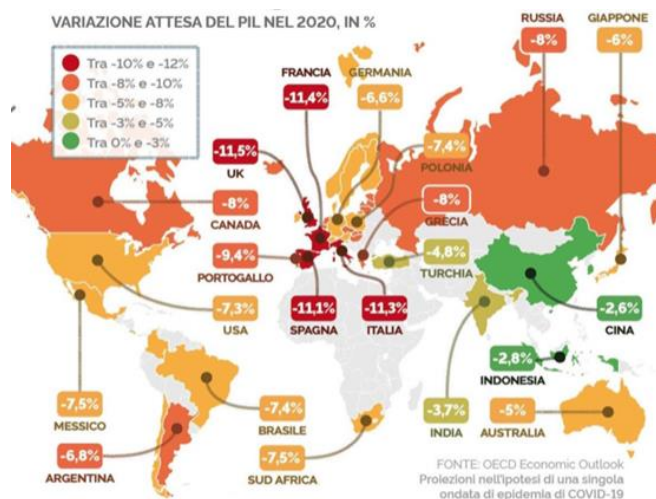 VARIAZIONE ATTESA DEL PIL NEL 2020, IN %
Tra -10% e -12%
Tra -8% e -10%
Tra -5% e -8%
Tra -3% e -5%
Tra 0% e -3%
FRANCIA
-11,4%
GERMANIA
-6,6%
RUSSIA
-8%
GIAPPONE
-6%
-11,5%
UK
-7,4%
POLONIA
-8%
CANADA
-8%
GRECIA
-9,4%
PORTOGALLO
-4,8%
TURCHIA
-7,3%
USA
-11,1%
SPAGNA
-11,3%
ITALIA
-2,6%
CINA
-2,8%
INDONESIA
-7,5%
MESSICO
-7,4%
BRASILE
-3,7%
INDIA
-5%
AUSTRALIA
-6,8%
ARGENTINA
-7,5%
SUD AFRICA
FONTE: OECD Economic Outlook
Proiezioni nell'ipotesi di una singola
ondata di epidemia di COVID-19